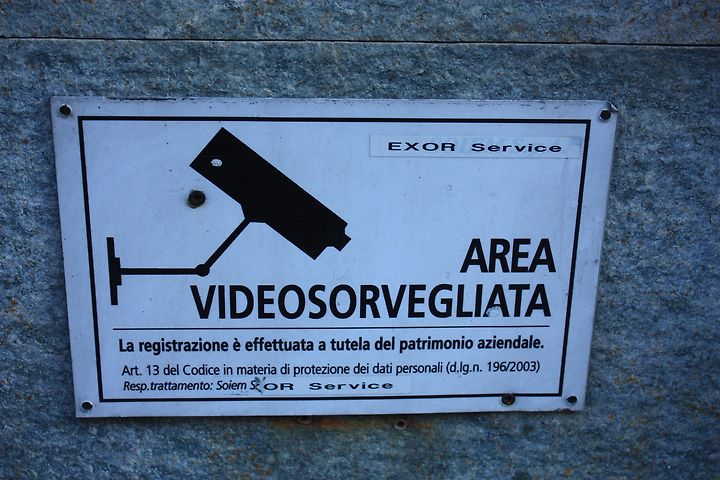 EXOR Service
AREA
VIDEOSORVEGLIATA
La registrazione è effettuata a tutela del patrimonio aziendale.
Art. 13 del Codice in materia di protezione dei dati personali (d.lg.n. 196/2003)
Resp.trattamento: Soiem OR Service